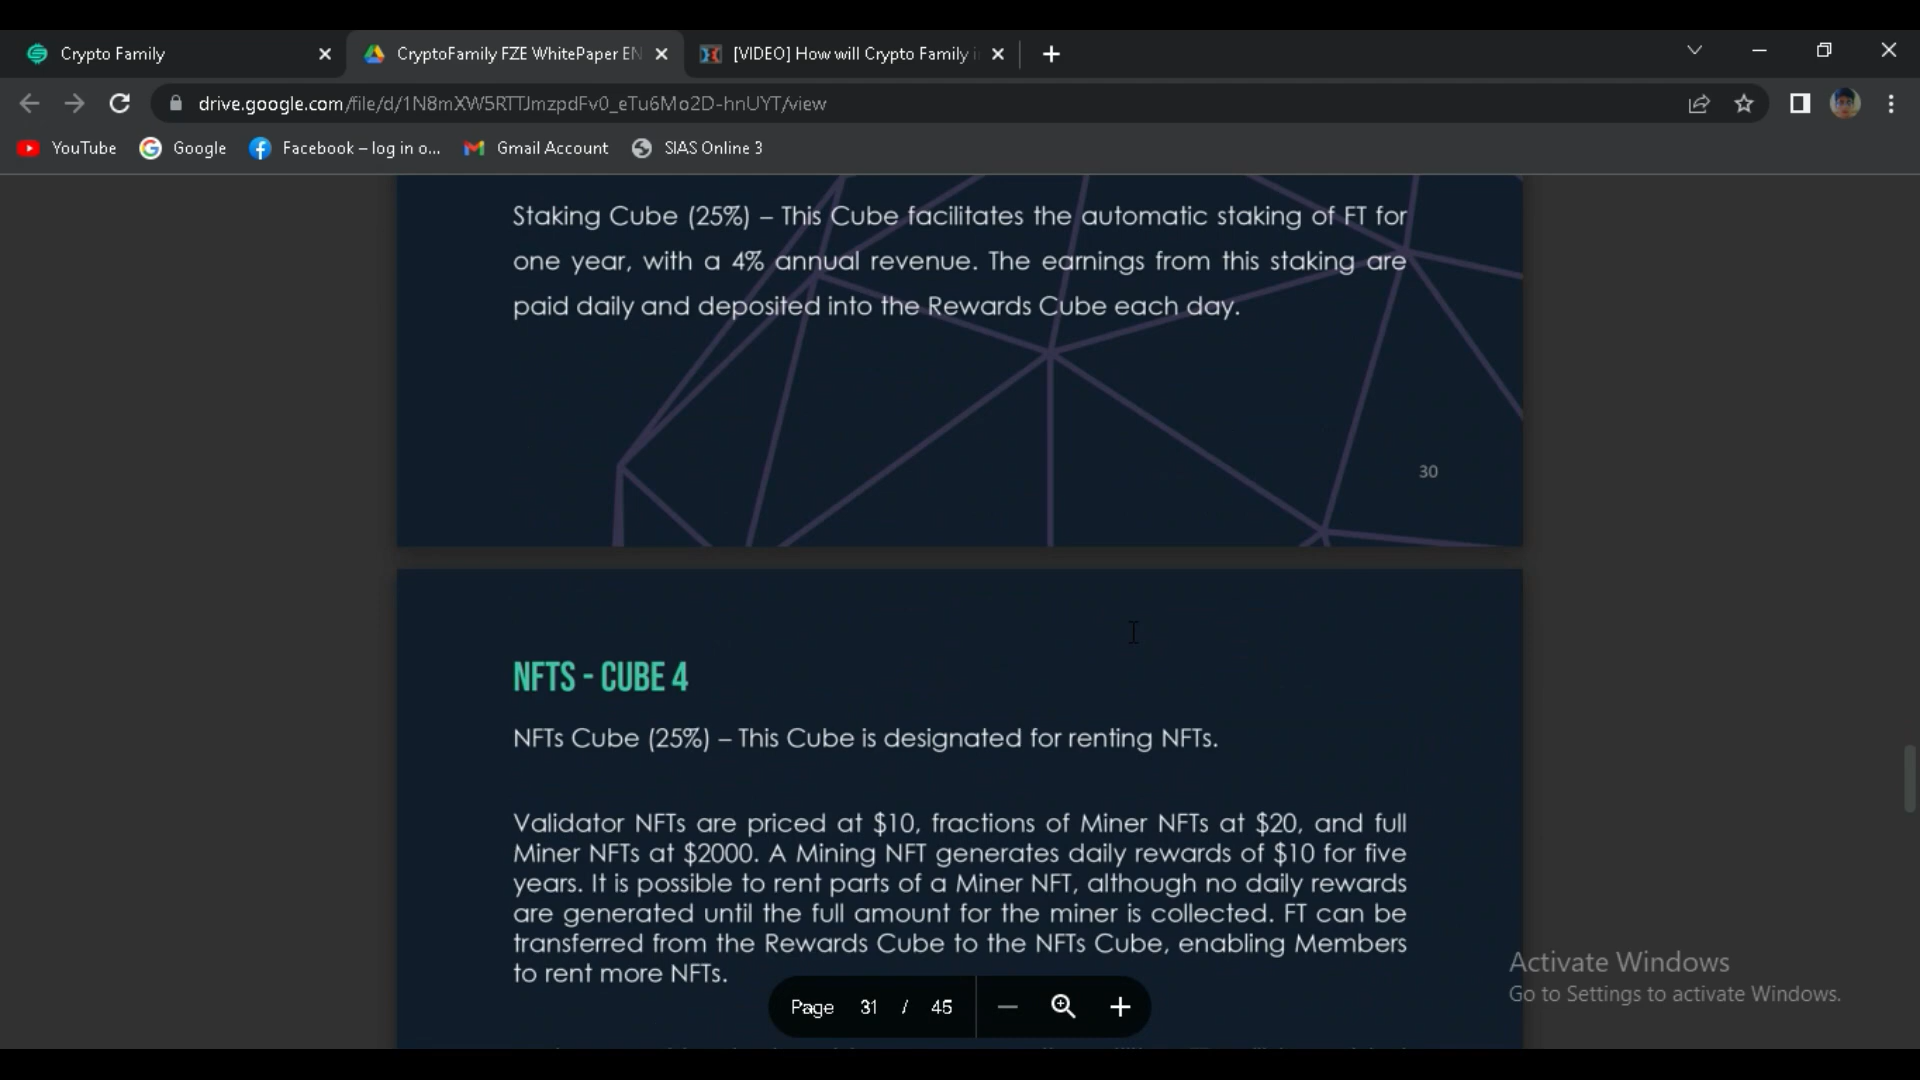 Crypto Family
CryptoFamily FZE WhitePaper EN
[VIDEO] How will Crypto Family i
drive.google.com/file/d/1N8mXW5RTTJmzpdFv0_eTu6Mo2D-hnUYT/view
YouTube
Google
Facebook – log in o...
Gmail Account
SIAS Online 3
Staking Cube (25%) – This Cube facilitates the automatic staking of FT for
one year, with a 4% annual revenue. The earnings from this staking are
paid daily and deposited into the Rewards Cube each day.
30
NFTS - CUBE 4
NFTs Cube (25%) – This Cube is designated for renting NFTs.
Validator NFTs are priced at $10, fractions of Miner NFTs at $20, and full
Miner NFTs at $2000. A Mining NFT generates daily rewards of $10 for five
years. It is possible to rent parts of a Miner NFT, although no daily rewards
are generated until the full amount for the miner is collected. FT can be
transferred from the Rewards Cube to the NFTs Cube, enabling Members
to rent more NFTs.
Page 31 / 45
Activate Windows
Go to Settings to activate Windows.